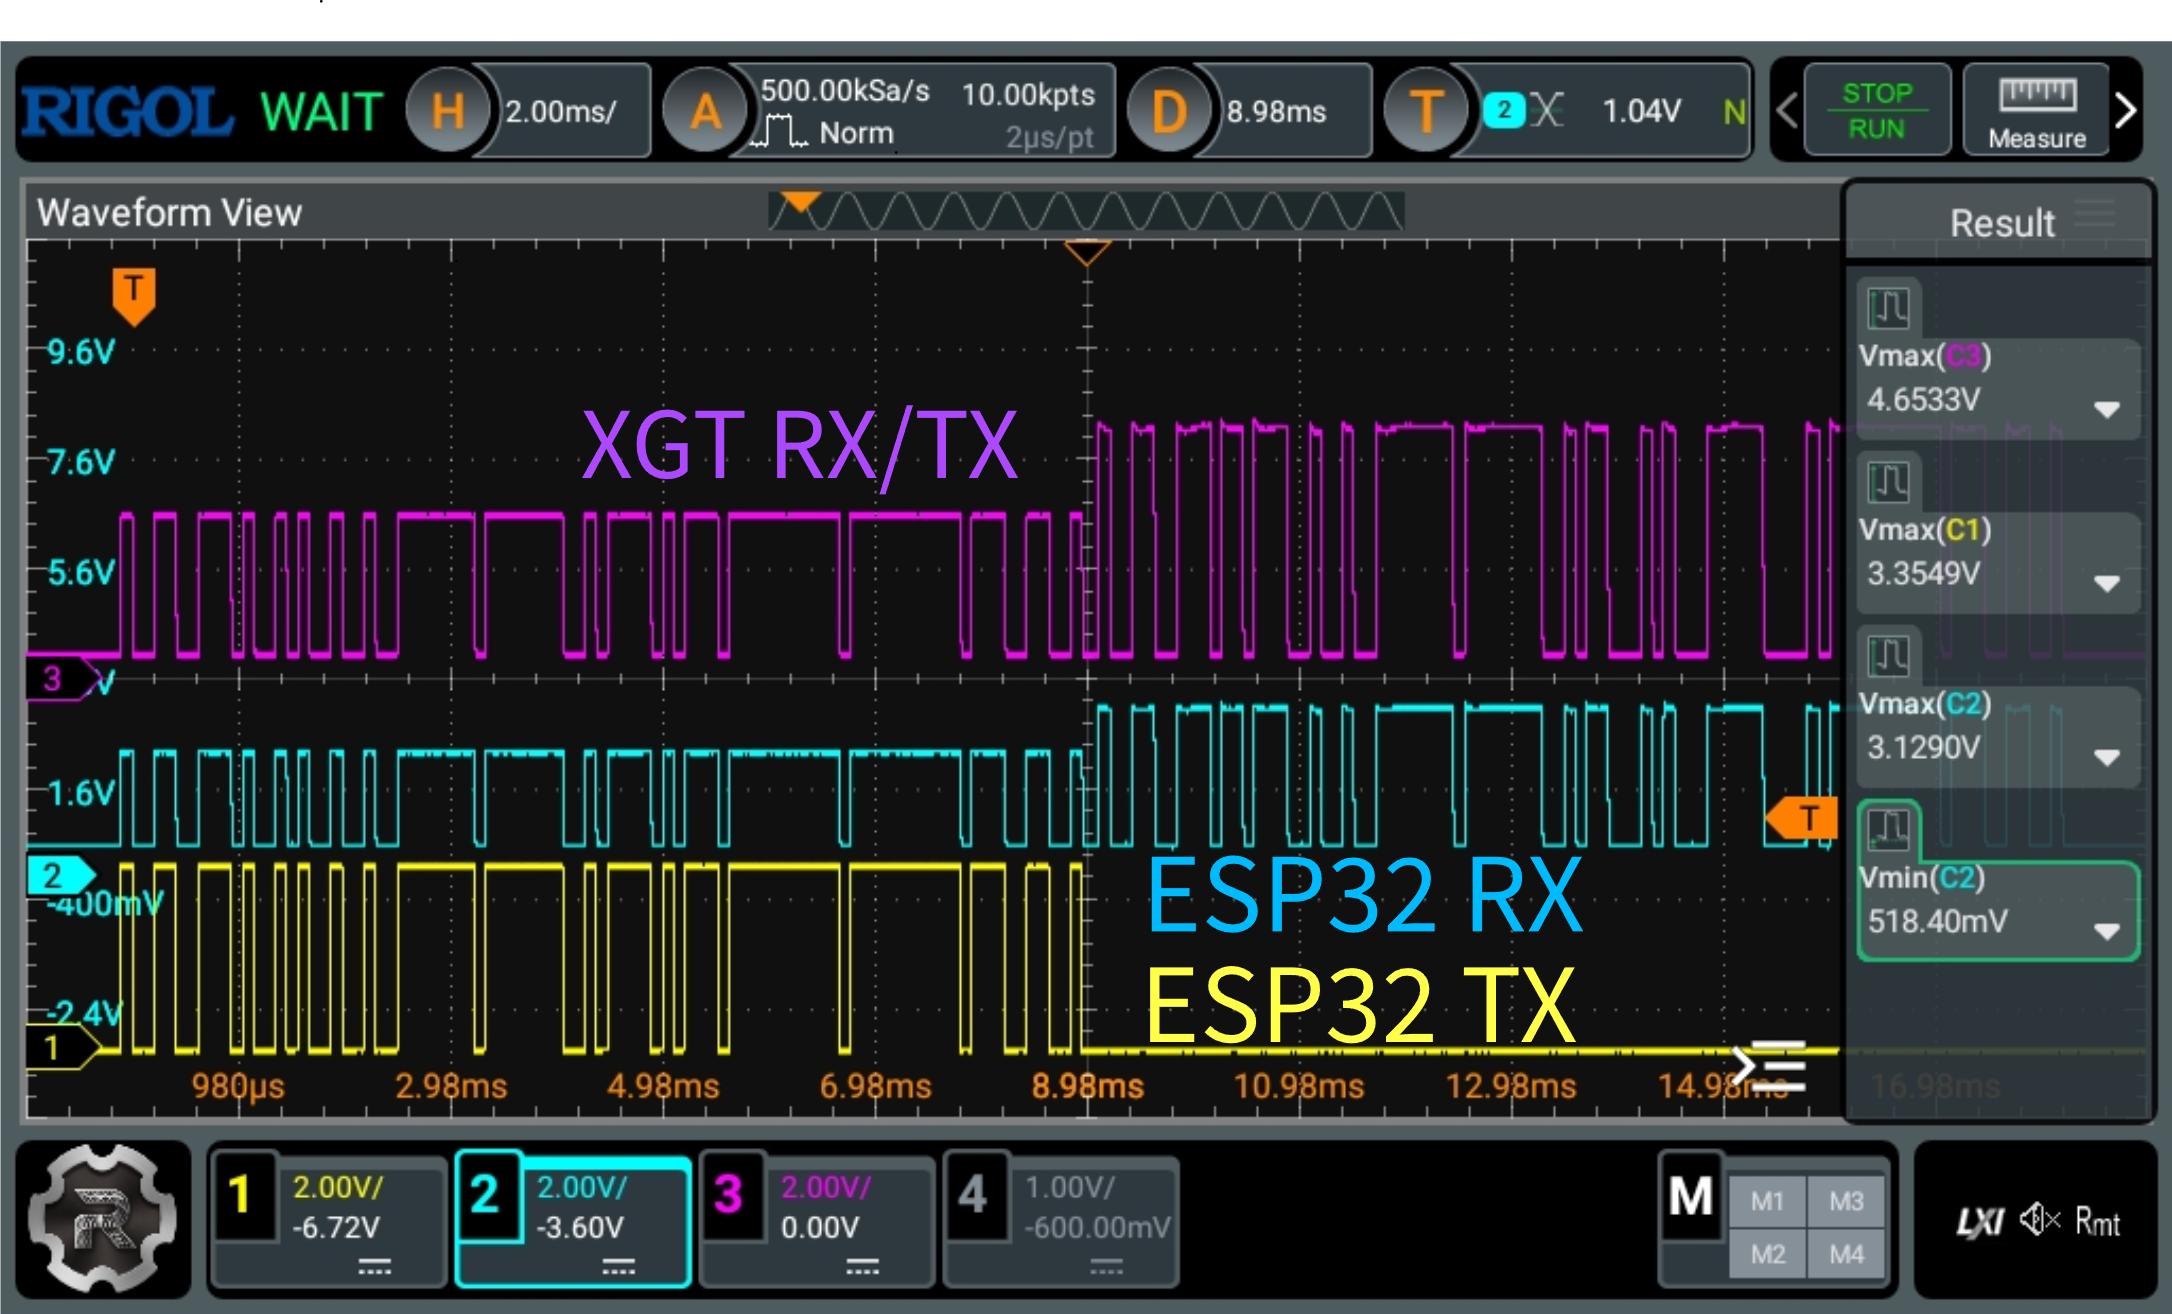 RIGOL WAIT H 2.00ms/ A 500.00kSa/s 10.00kpts D 8.98ms T 2 1.04V N STOP
Norm 2μs/pt RUN Measure
Waveform View
Result
T
9.6V
Vmax(C3)
4.6533V
XGT RX/TX
7.6V
Vmax(C1)
3.3549V
5.6V
3 V
Vmax(C2)
3.1290V
1.6V
T
2
-400mV
ESP32 RX
Vmin(C2)
518.40mV
ESP32 TX
-2.4V
1
980μs 2.98ms 4.98ms 6.98ms 8.98ms 10.98ms 12.98ms 14.98ms 16.98ms
1 2.00V/ 2 2.00V/ 3 2.00V/ 4 1.00V/ M M1 M3
-6.72V -3.60V 0.00V -600.00mV M2 M4
R
LXI Rmt